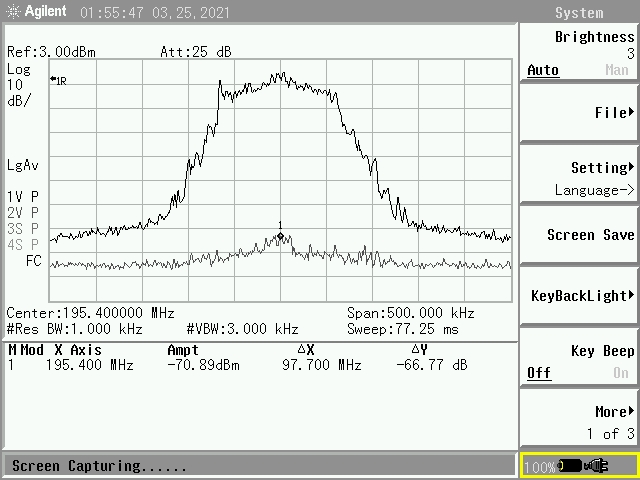 Agilent 01:55:47 03,25,2021 System
Brightness
3
Auto Man
File
Setting
Language->
Screen Save
KeyBackLight
Key Beep
Off On
More
1 of 3
100%
Ref:3.00dBm Att:25 dB
Log
10
dB/
1R
LgAv
1V P
2V P
3S P
4S P
FC
1
Center:195.400000 MHz Span:500.000 kHz
#Res BW:1.000 kHz #VBW:3.000 kHz Sweep:77.25 ms
M Mod X Axis Ampt △X △Y
1 195.400 MHz -70.89dBm 97.700 MHz -66.77 dB
Screen Capturing......